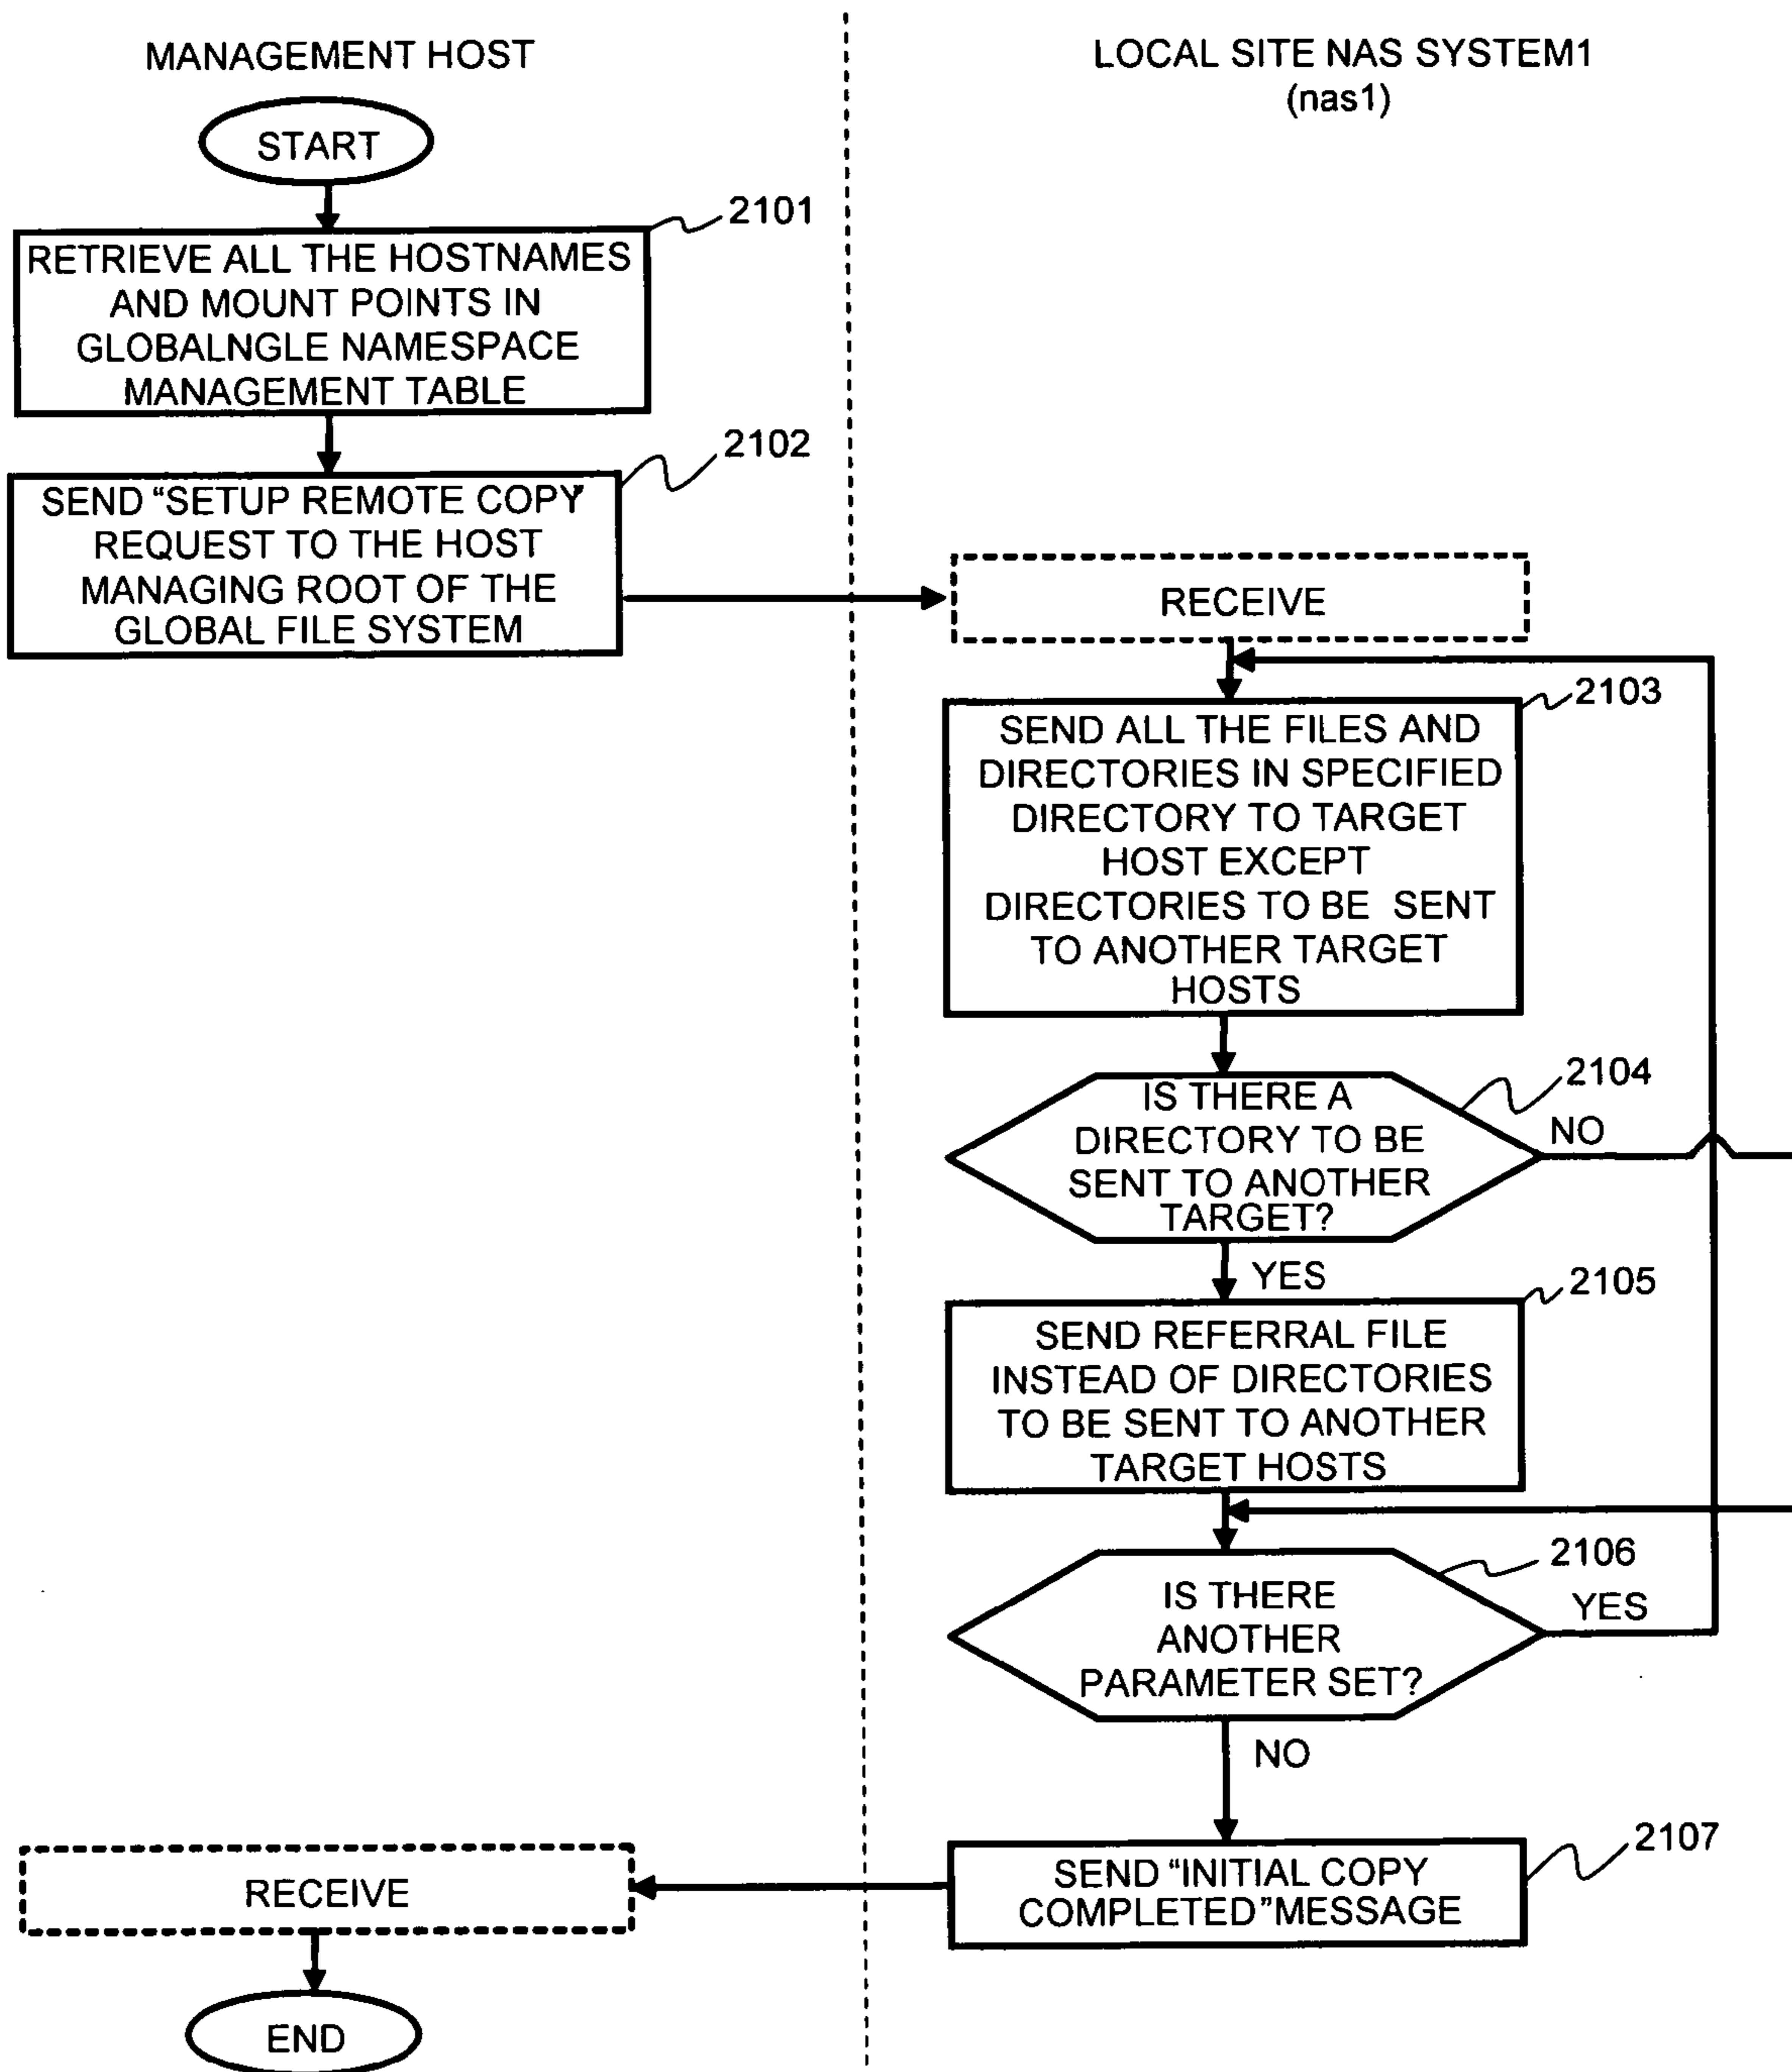 MANAGEMENT HOST
START
2101
RETRIEVE ALL THE HOSTNAMES
AND MOUNT POINTS IN
GLOBALNGLE NAMESPACE
MANAGEMENT TABLE
2102
SEND “SETUP REMOTE COPY”
REQUEST TO THE HOST
MANAGING ROOT OF THE
GLOBAL FILE SYSTEM
LOCAL SITE NAS SYSTEM1
(nas1)
RECEIVE
2103
SEND ALL THE FILES AND
DIRECTORIES IN SPECIFIED
DIRECTORY TO TARGET
HOST EXCEPT
DIRECTORIES TO BE SENT
TO ANOTHER TARGET
HOSTS
2104
IS THERE A
DIRECTORY TO BE
SENT TO ANOTHER
TARGET?
NO
YES
2105
SEND REFERRAL FILE
INSTEAD OF DIRECTORIES
TO BE SENT TO ANOTHER
TARGET HOSTS
2106
IS THERE
ANOTHER
PARAMETER SET?
YES
NO
2107
SEND “INITIAL COPY
COMPLETED”MESSAGE
RECEIVE
END